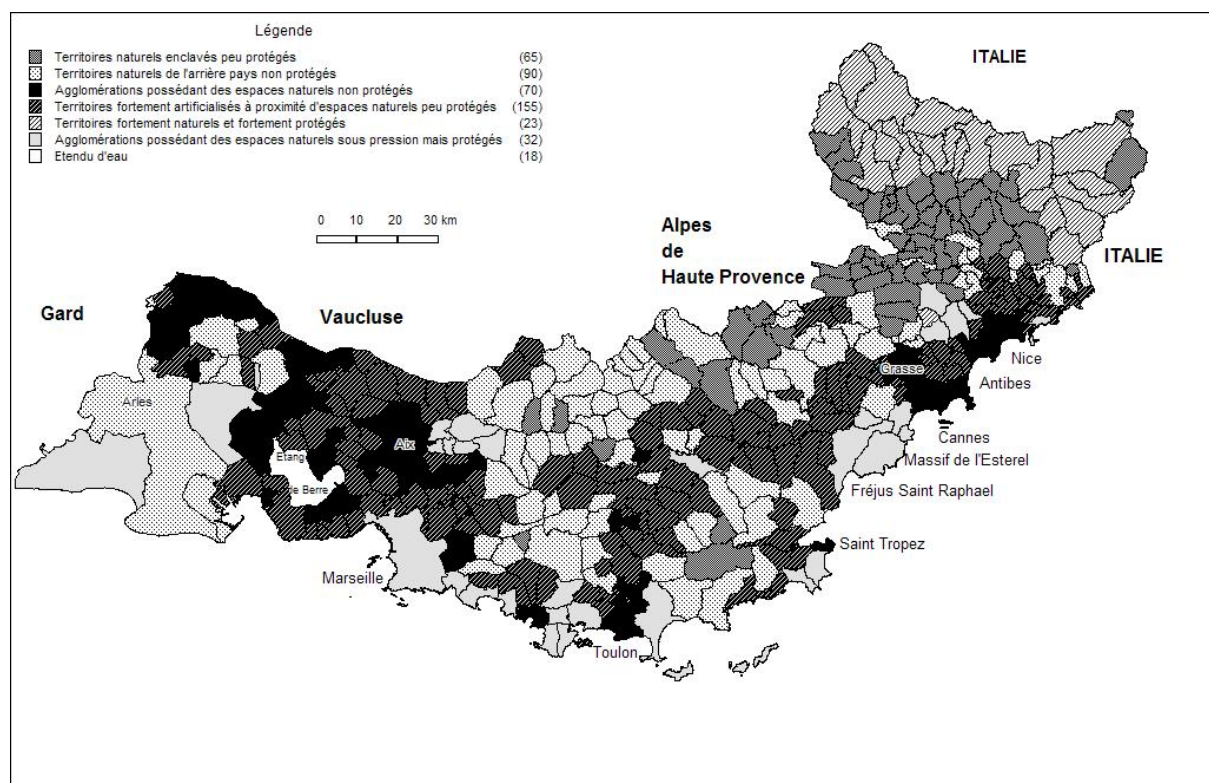 Légende
Territoires naturels enclavés peu protégés (65)
Territoires naturels de l'arrière pays non protégés (90)
Agglomérations possédant des espaces naturels non protégés (70)
Territoires fortement artificialisés à proximité d'espaces naturels peu protégés (155)
Territoires fortement naturels et fortement protégés (23)
Agglomérations possédant des espaces naturels sous pression mais protégés (32)
Etendu d'eau (18)
0 10 20 30 km
ITALIE
Alpes
de
Haute Provence
ITALIE
Gard
Vaucluse
Nice
Grasse
Antibes
Arles
Cannes
Aix
Etang
Massif de l'Esterel
Berre
Fréjus Saint Raphael
Saint Tropez
Marseille
Toulon